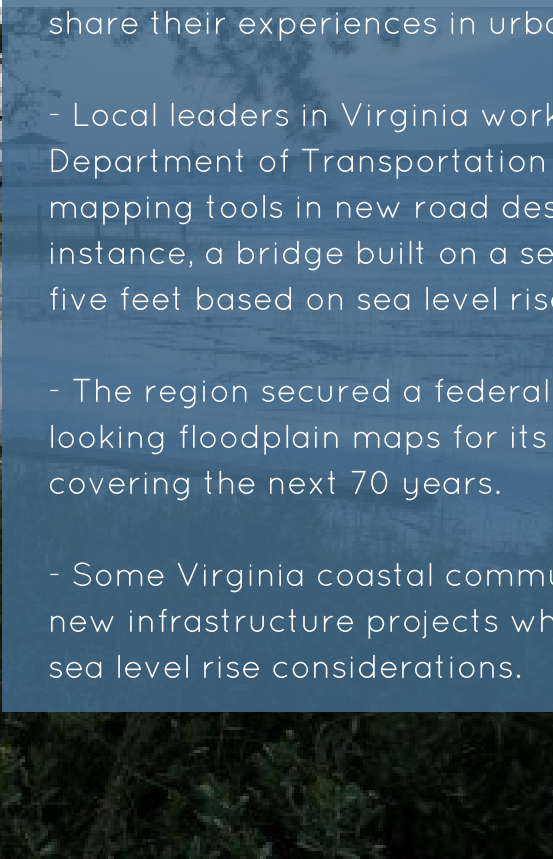 share their experiences in
- Local leaders in Virginia
Department of Transportation
mapping tools in new road
instance, a bridge built on a
five feet based on sea level
- The region secured a federal
looking floodplain maps for its
covering the next 70 years.
- Some Virginia coastal
new infrastructure projects
sea level rise considerations.